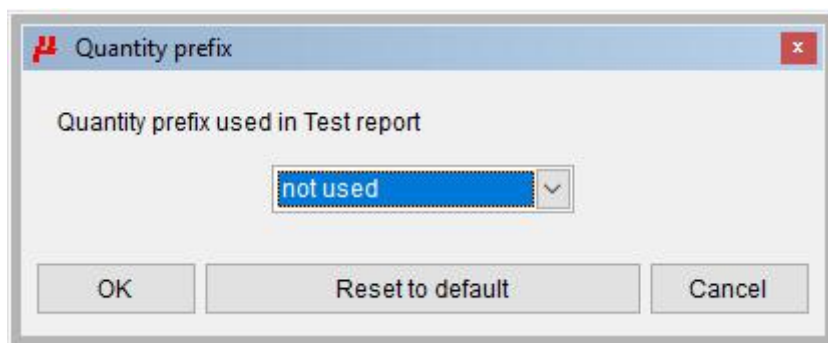 µ Quantity prefix x
Quantity prefix used in Test report
not used
OK Reset to default Cancel